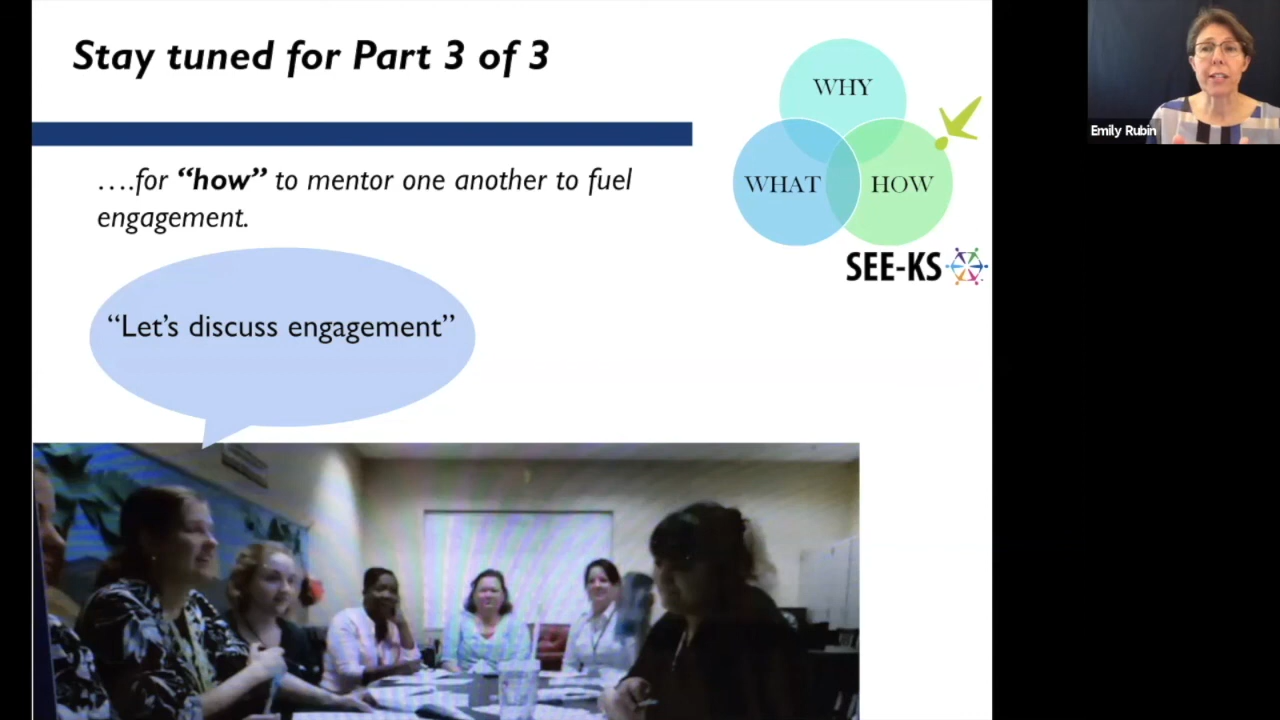 Stay tuned for Part 3 of 3
….for “how” to mentor one another to fuel
engagement.
“Let’s discuss engagement”
WHY
WHAT
HOW
SEE-KS
Emily Rubin